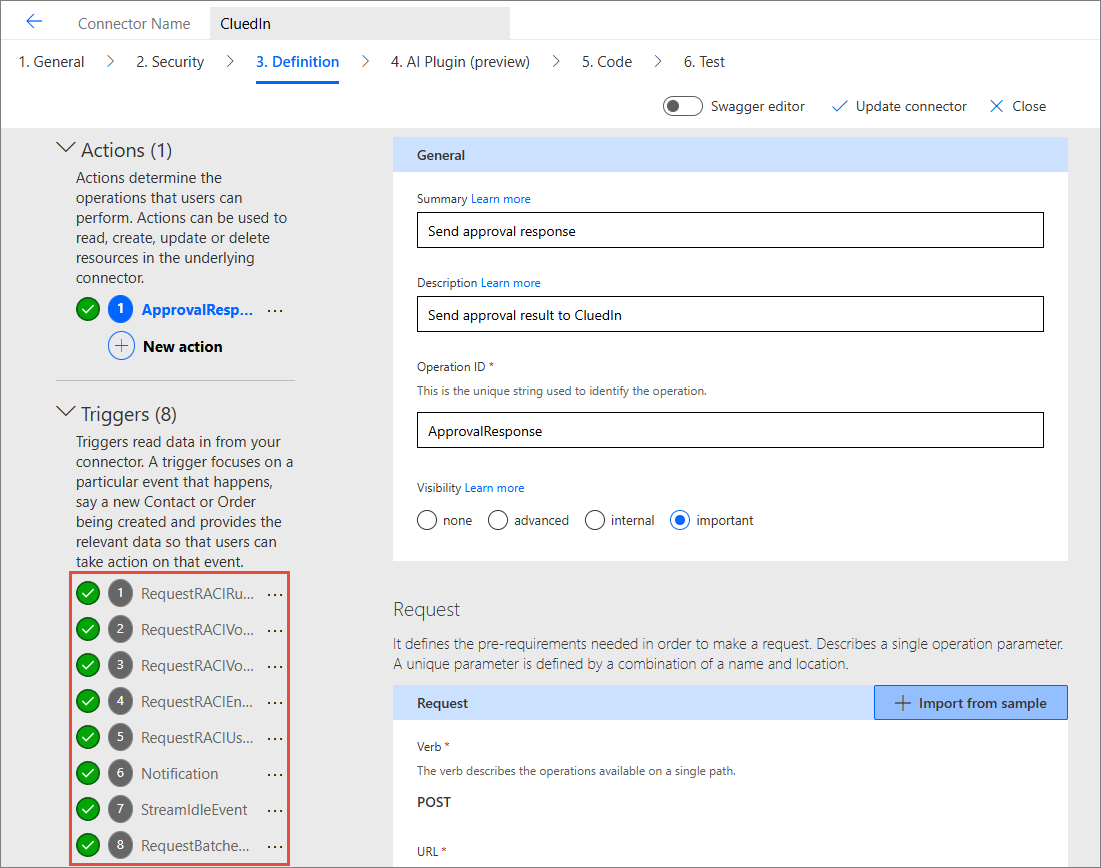 Connector Name
CluedIn
1. General
2. Security
3. Definition
4. AI Plugin (preview)
5. Code
6. Test
Swagger editor
Update connector
Close
Actions (1)
Actions determine the
operations that users can
perform. Actions can be used to
read, create, update or delete
resources in the underlying
connector.
1 ApprovalResp... ...
New action
Triggers (8)
Triggers read data in from your
connector. A trigger focuses on a
particular event that happens,
say a new Contact or Order
being created and provides the
relevant data so that users can
take action on that event.
1 RequestRACIRu... ...
2 RequestRACIVo... ...
3 RequestRACIVo... ...
4 RequestRACIEn... ...
5 RequestRACIUs... ...
6 Notification ...
7 StreamIdleEvent ...
8 RequestBatche... ...
General
Summary Learn more
Send approval response
Description Learn more
Send approval result to CluedIn
Operation ID *
This is the unique string used to identify the operation.
ApprovalResponse
Visibility Learn more
none advanced internal important
Request
It defines the pre-requirements needed in order to make a request. Describes a single operation parameter.
A unique parameter is defined by a combination of a name and location.
Request
Import from sample
Verb *
The verb describes the operations available on a single path.
POST
URL *